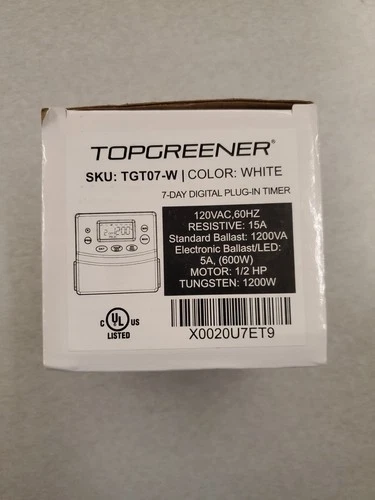 TOPGREENER®
SKU: TGT07-W | COLOR: WHITE
7-DAY DIGITAL PLUG-IN TIMER
120VAC,60HZ
RESISTIVE: 15A
Standard Ballast: 1200VA
Electronic Ballast/LED:
5A, (600W)
MOTOR: 1/2 HP
TUNGSTEN: 1200W
C UL US
LISTED
X0020U7ET9